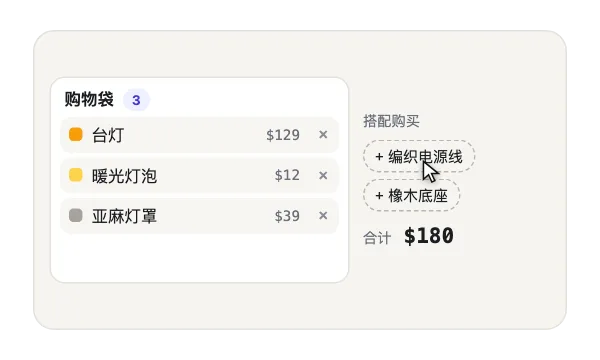 购物袋 3
台灯 $129 ×
暖光灯泡 $12 ×
亚麻灯罩 $39 ×
搭配购买
+ 编织电源线
+ 橡木底座
合计 $180